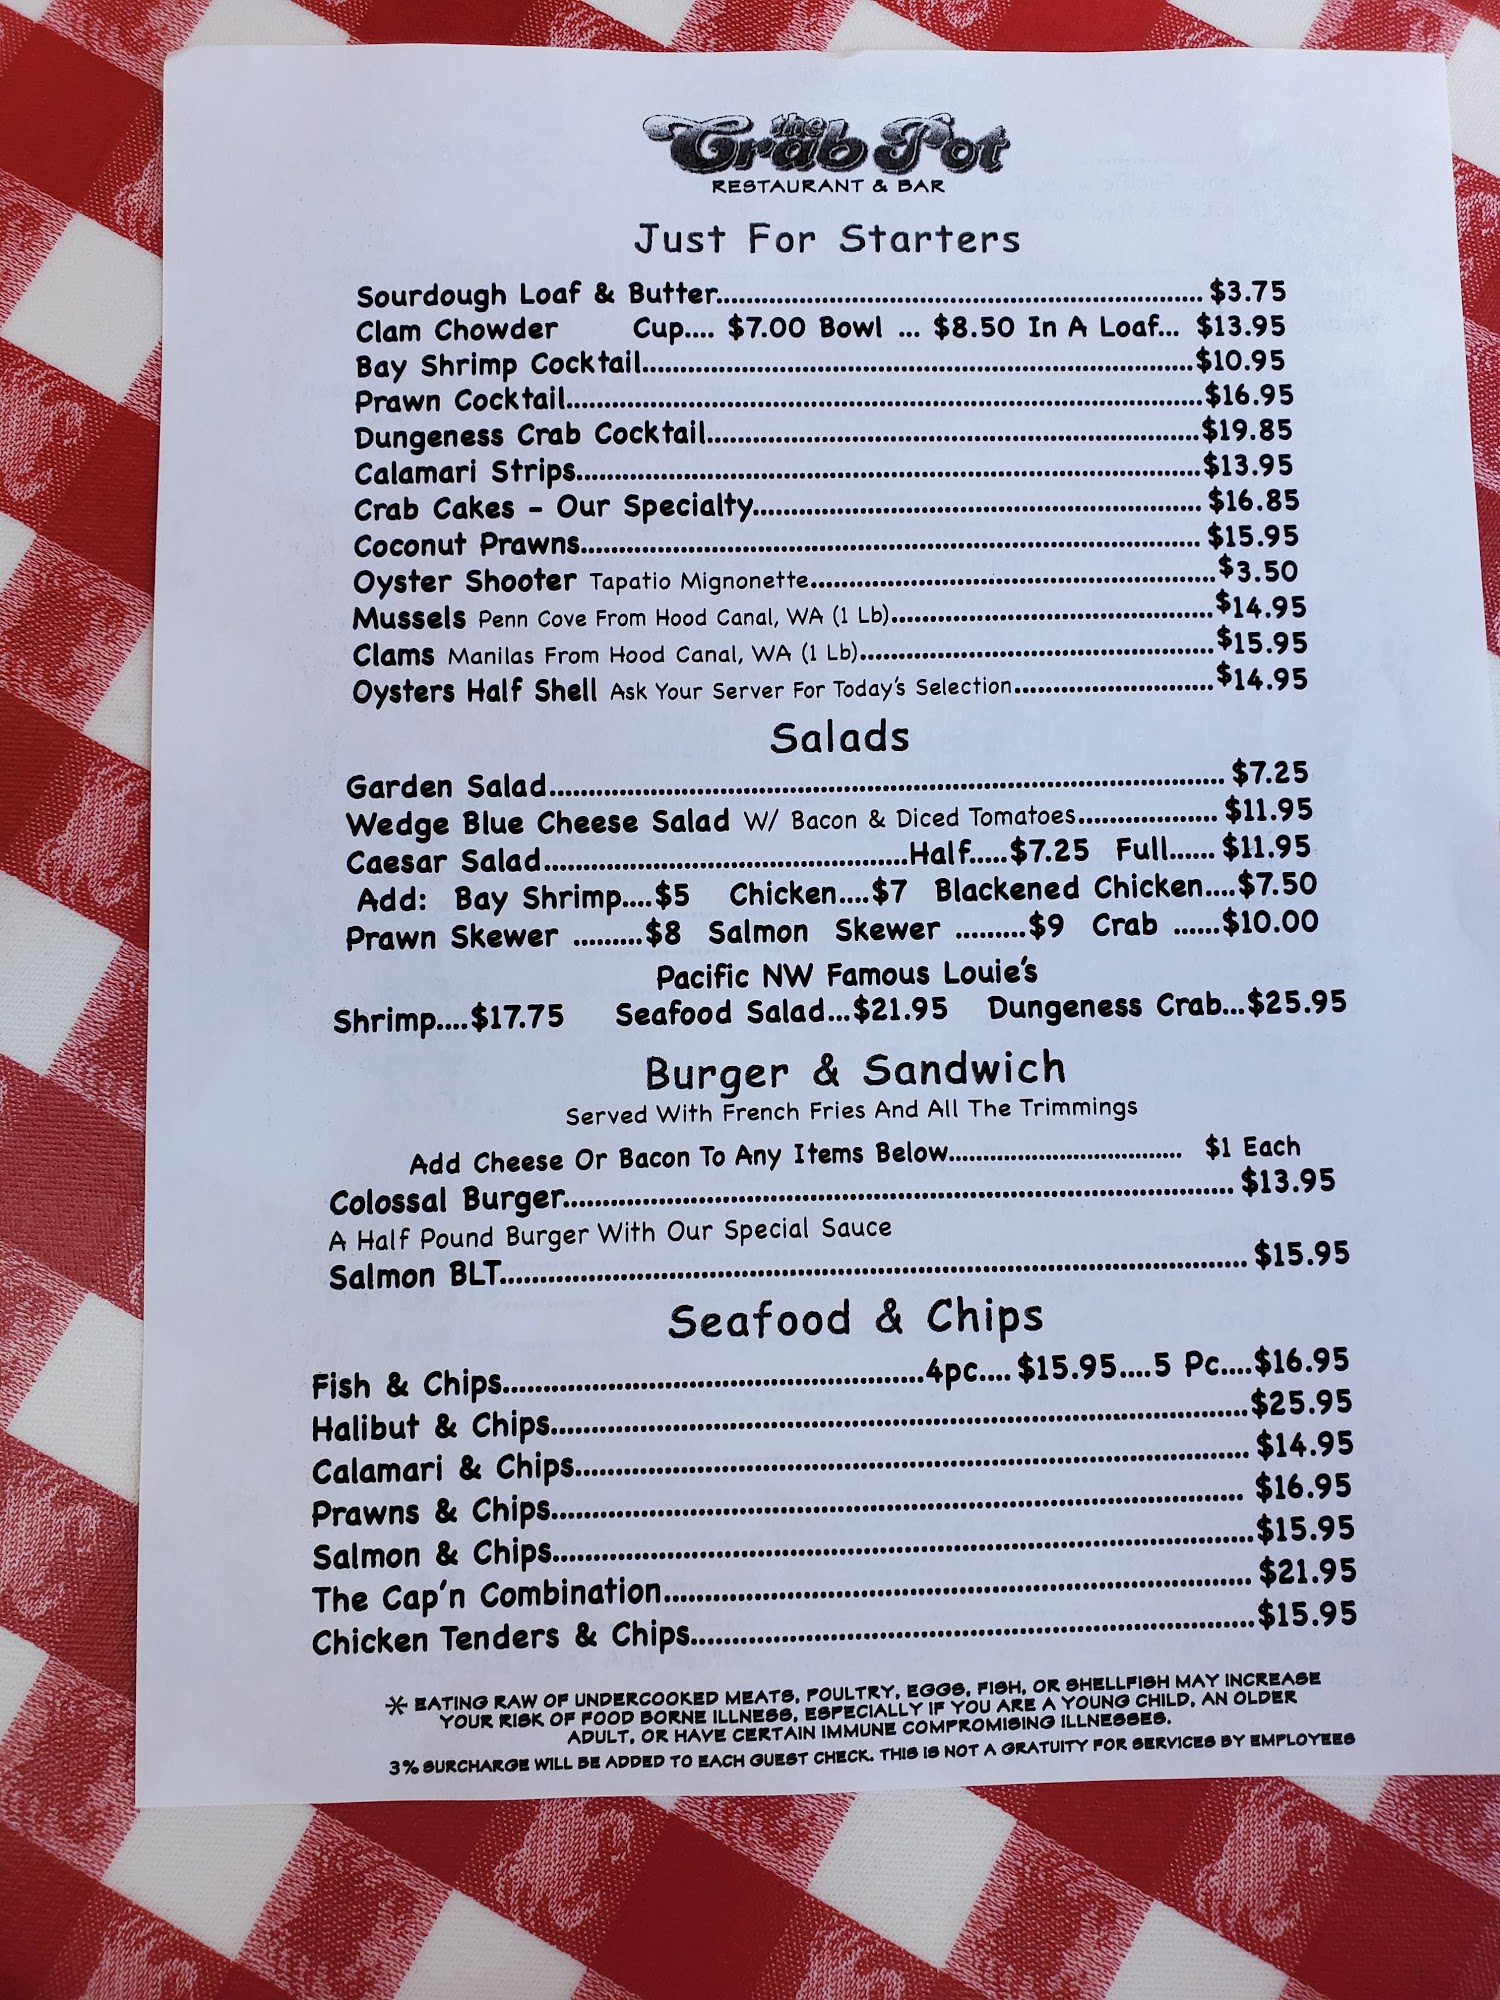 the Crab Pot
RESTAURANT & BAR
Just For Starters
Sourdough Loaf & Butter.......... $3.75
Clam Chowder Cup.... $7.00 Bowl ... $8.50 In A Loaf... $13.95
Bay Shrimp Cocktail..........$10.95
Prawn Cocktail..........$16.95
Dungeness Crab Cocktail..........$19.85
Calamari Strips..........$13.95
Crab Cakes - Our Specialty.......... $16.85
Coconut Prawns.......... $15.95
Oyster Shooter Tapatio Mignonette..........$3.50
Mussels Penn Cove From Hood Canal, WA (1 Lb)..........$14.95
Clams Manilas From Hood Canal, WA (1 Lb)..........$15.95
Oysters Half Shell Ask Your Server For Today's Selection..........$14.95
Salads
Garden Salad.......... $7.25
Wedge Blue Cheese Salad W/ Bacon & Diced Tomatoes.......... $11.95
Caesar Salad..........Half.....$7.25 Full...... $11.95
Add: Bay Shrimp....$5 Chicken....$7 Blackened Chicken....$7.50
Prawn Skewer .........$8 Salmon Skewer .........$9 Crab ......$10.00
Pacific NW Famous Louie's
Shrimp....$17.75 Seafood Salad...$21.95 Dungeness Crab...$25.95
Burger & Sandwich
Served With French Fries And All The Trimmings
Add Cheese Or Bacon To Any Items Below.......... $1 Each
Colossal Burger.......... $13.95
A Half Pound Burger With Our Special Sauce
Salmon BLT.......... $15.95
Seafood & Chips
Fish & Chips..........4pc.... $15.95....5 Pc....$16.95
Halibut & Chips..........$25.95
Calamari & Chips.......... $14.95
Prawns & Chips.......... $16.95
Salmon & Chips..........$15.95
The Cap'n Combination.......... $21.95
Chicken Tenders & Chips..........$15.95
* EATING RAW OF UNDERCOOKED MEATS, POULTRY, EGGS, FISH, OR SHELLFISH MAY INCREASE
YOUR RISK OF FOOD BORNE ILLNESS, ESPECIALLY IF YOU ARE A YOUNG CHILD, AN OLDER
ADULT, OR HAVE CERTAIN IMMUNE COMPROMISING ILLNESSES.
3% SURCHARGE WILL BE ADDED TO EACH GUEST CHECK. THIS IS NOT A GRATUITY FOR SERVICES BY EMPLOYEES